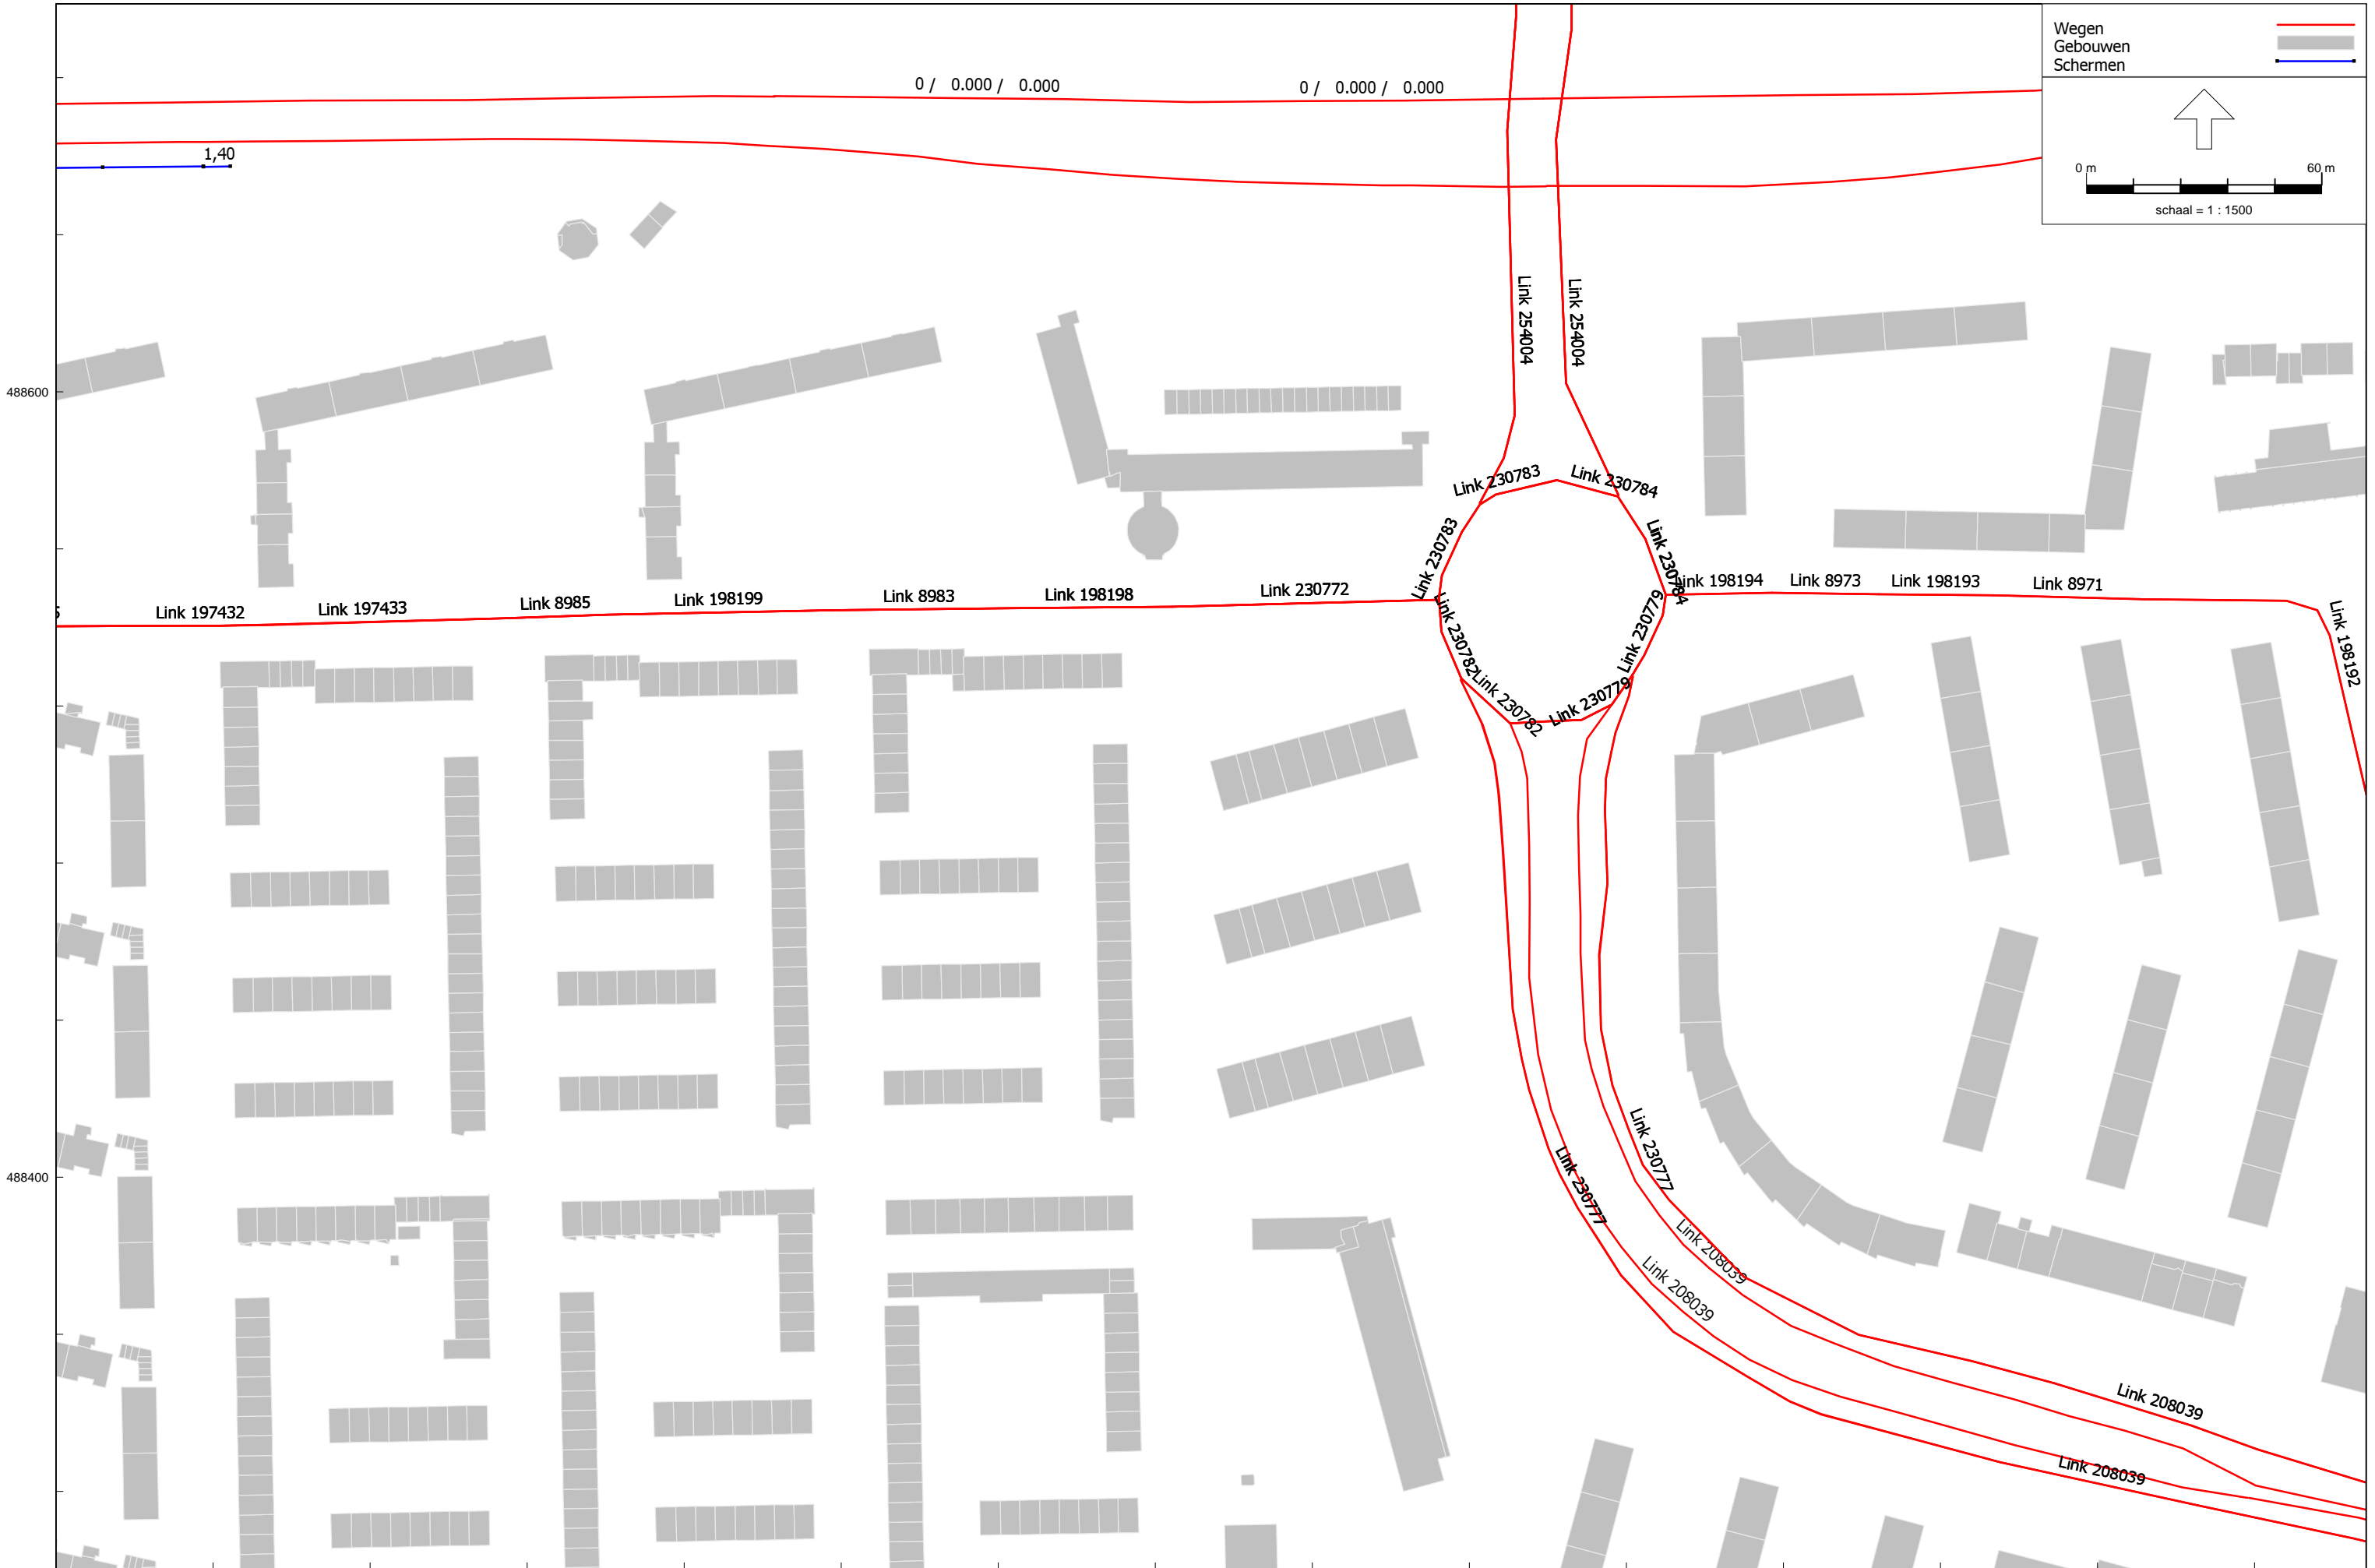 Wegen
Gebouwen
Schermen
0 / 0.000 / 0.000
0 / 0.000 / 0.000
1,40
0 m 60 m
schaal = 1 : 1500
Link 254004
Link 254004
488600
Link 230783
Link 230784
Link 230783
Link 230784
5
Link 197432
Link 197433
Link 8985
Link 198199
Link 8983
Link 198198
Link 230772
Link 198194
Link 8973
Link 198193
Link 8971
Link 198192
Link 230782
Link 230779
Link 230782
Link 230779
488400
Link 230777
Link 230777
Link 208039
Link 208039
Link 208039
Link 208039